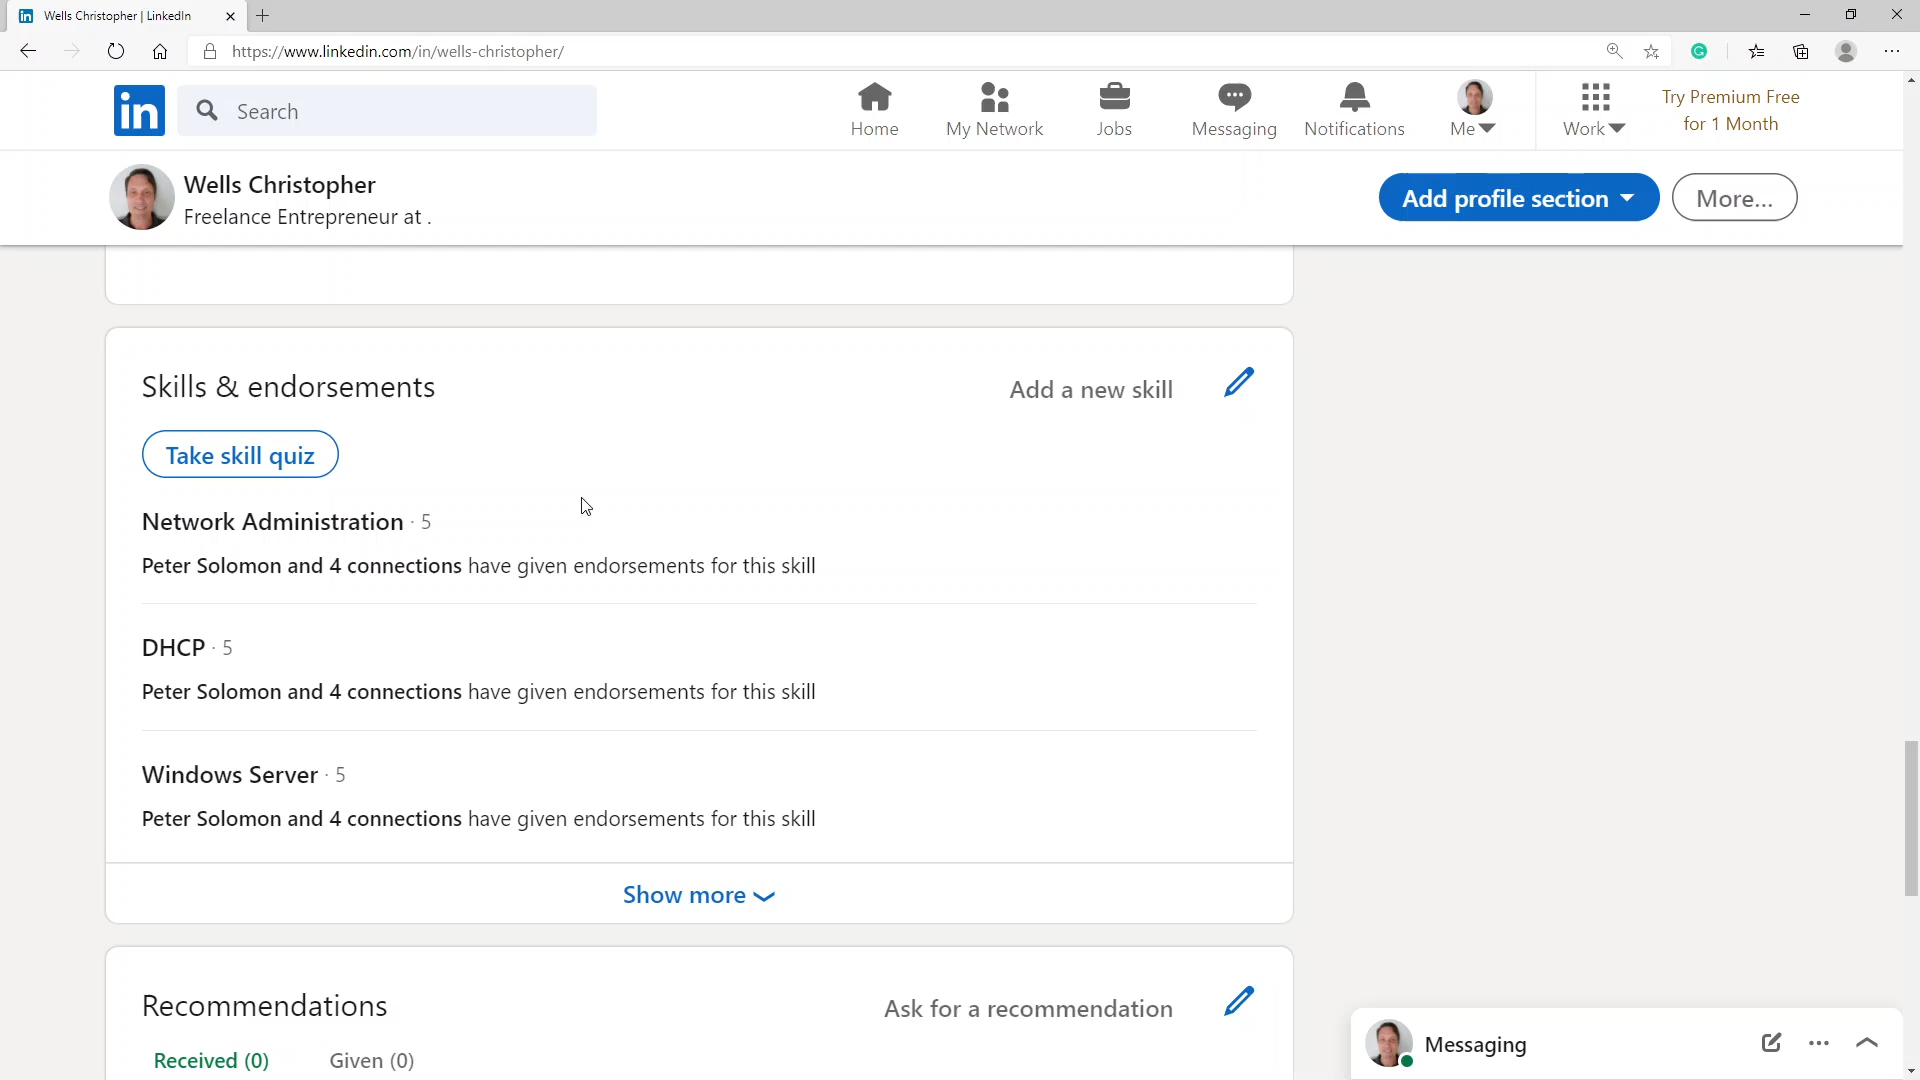 Wells Christopher | LinkedIn
https://www.linkedin.com/in/wells-christopher/
in
Search
Home
My Network
Jobs
Messaging
Notifications
Me
Work
Try Premium Free
for 1 Month
Wells Christopher
Freelance Entrepreneur at .
Add profile section
More...
Skills & endorsements
Add a new skill
Take skill quiz
Network Administration · 5
Peter Solomon and 4 connections have given endorsements for this skill
DHCP · 5
Peter Solomon and 4 connections have given endorsements for this skill
Windows Server · 5
Peter Solomon and 4 connections have given endorsements for this skill
Show more
Recommendations
Ask for a recommendation
Received (0)
Given (0)
Messaging